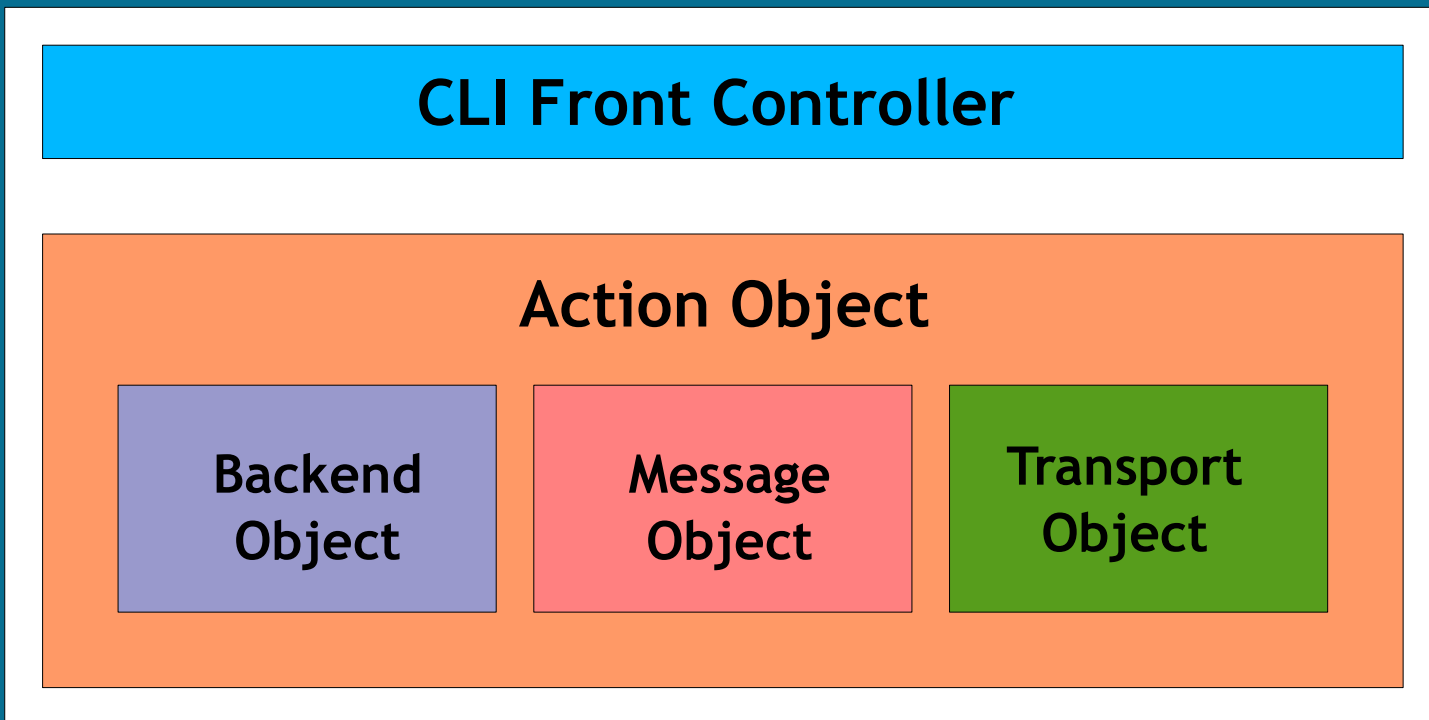 CLI Front Controller
Action Object
Backend
Object
Message
Object
Transport
Object